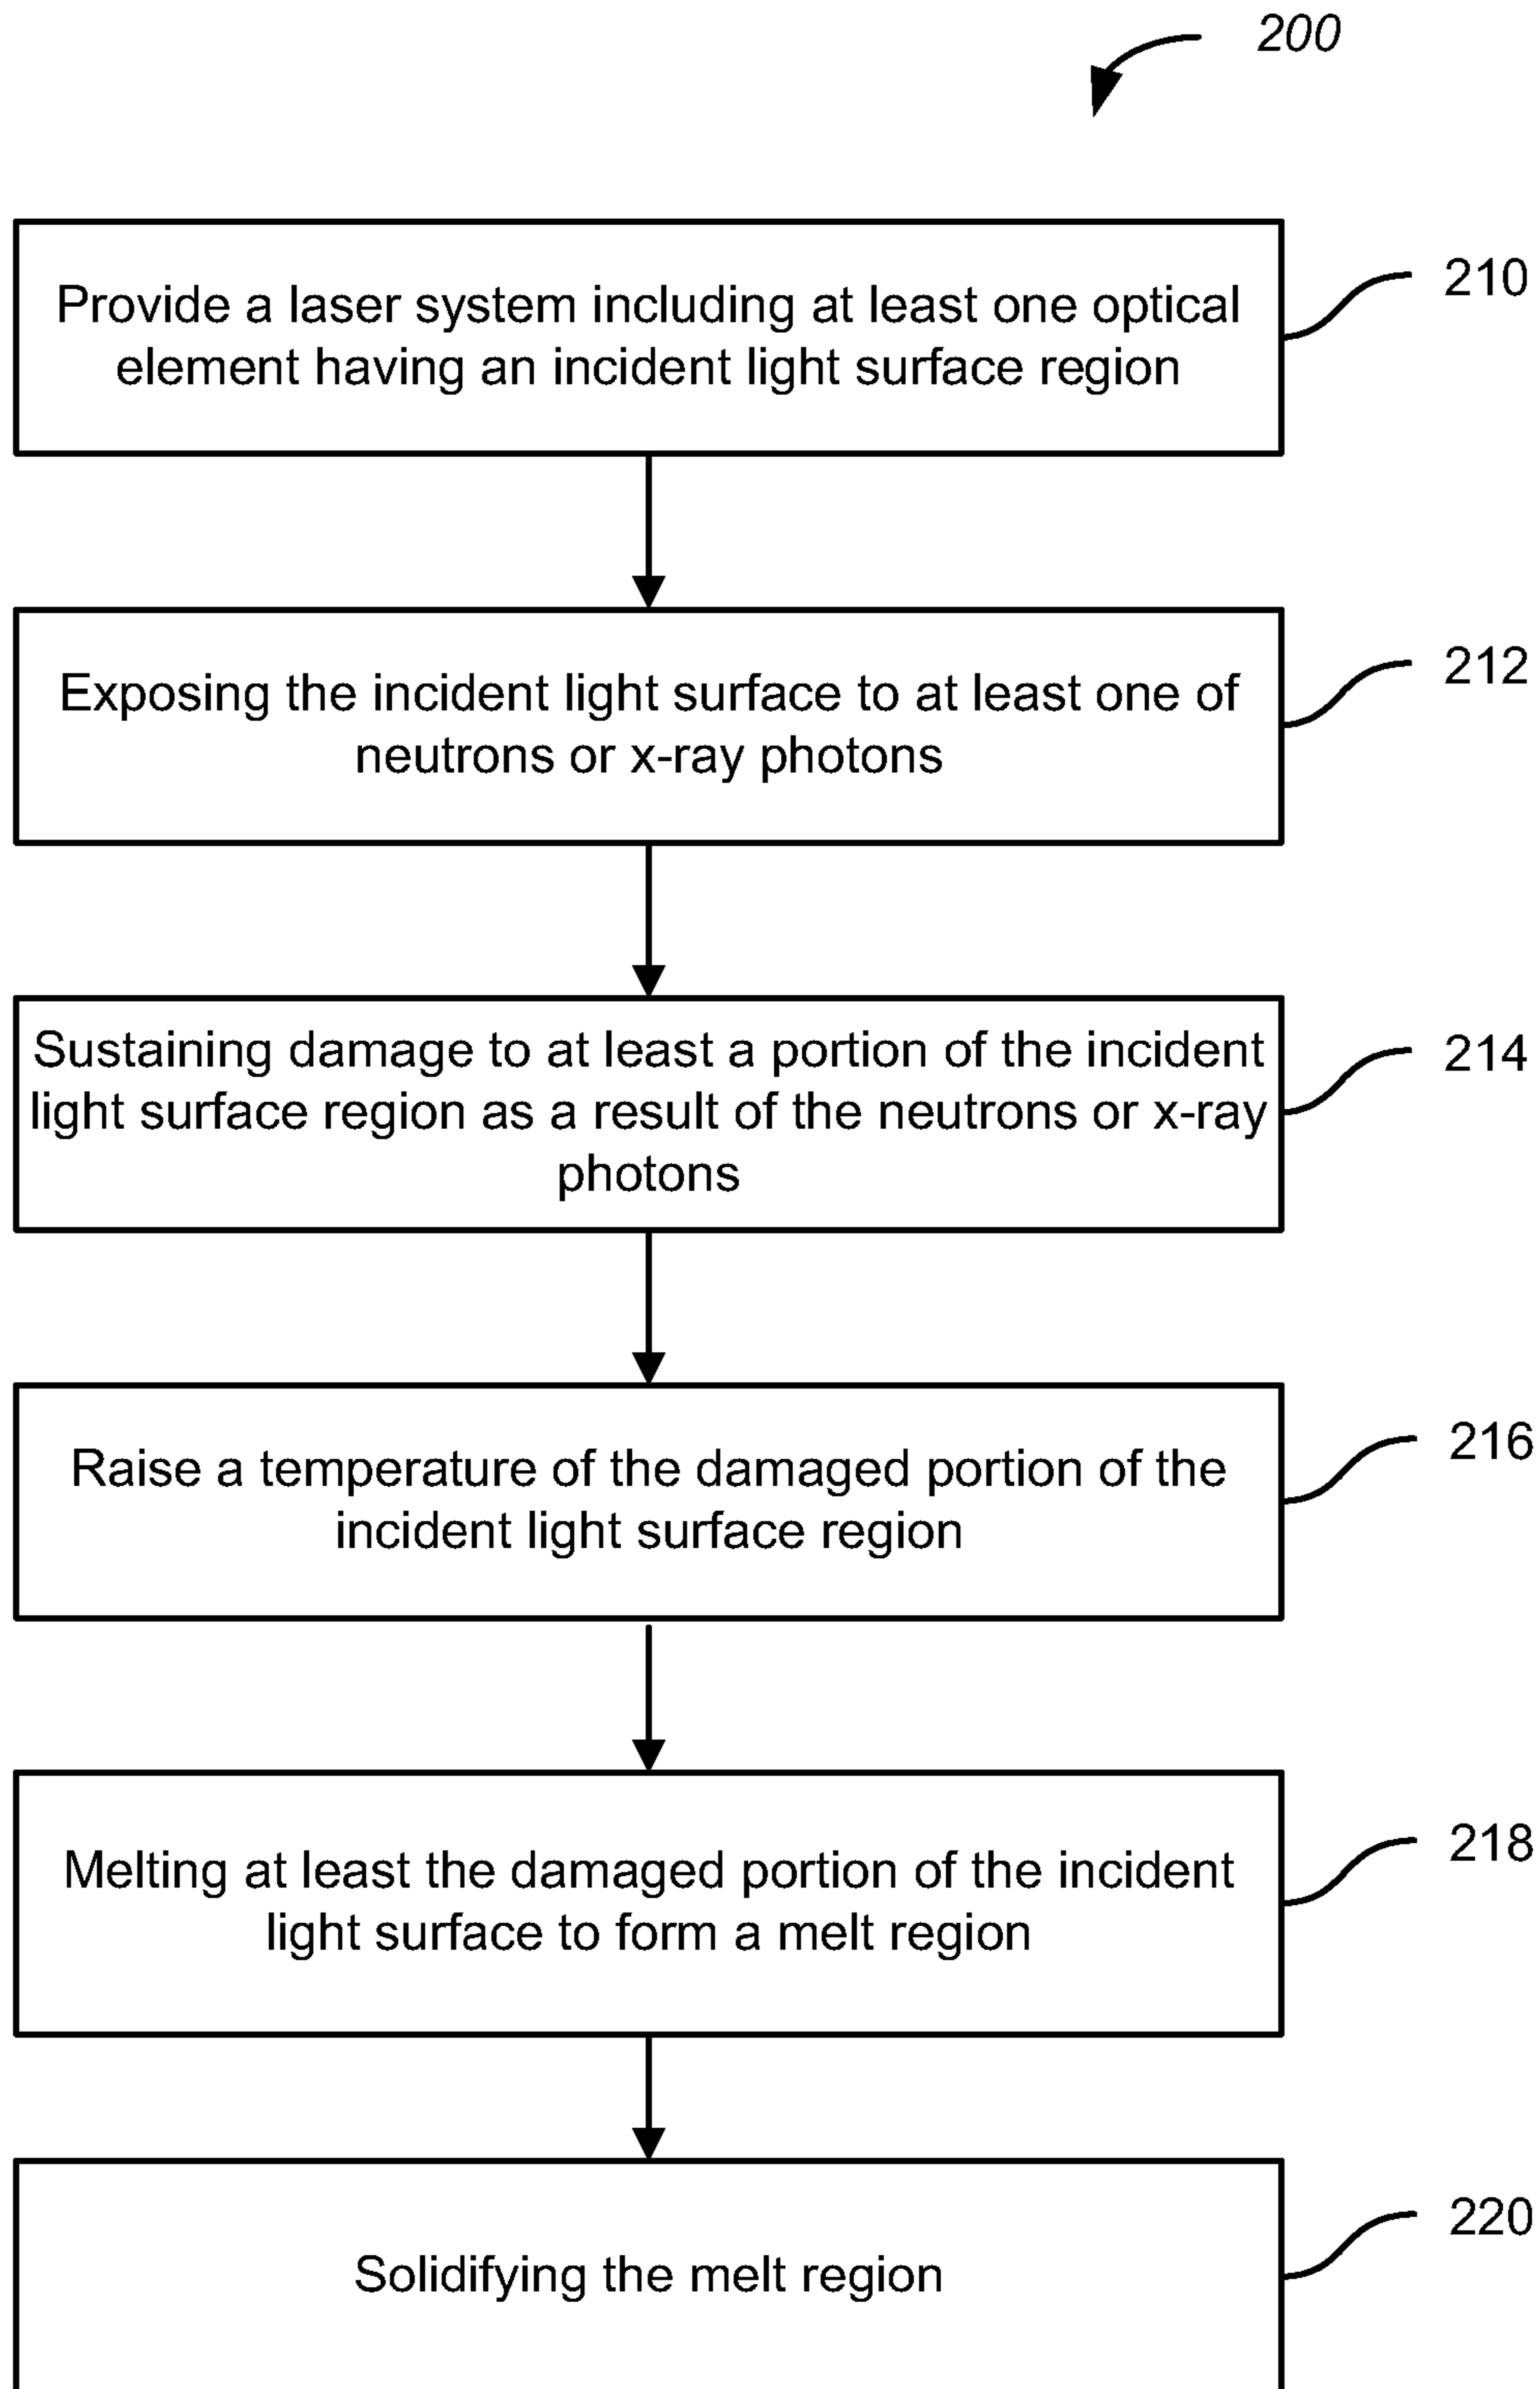 200
Provide a laser system including at least one optical
element having an incident light surface region
210
Exposing the incident light surface to at least one of
neutrons or x-ray photons
212
Sustaining damage to at least a portion of the incident
light surface region as a result of the neutrons or x-ray
photons
214
Raise a temperature of the damaged portion of the
incident light surface region
216
Melting at least the damaged portion of the incident
light surface to form a melt region
218
Solidifying the melt region
220